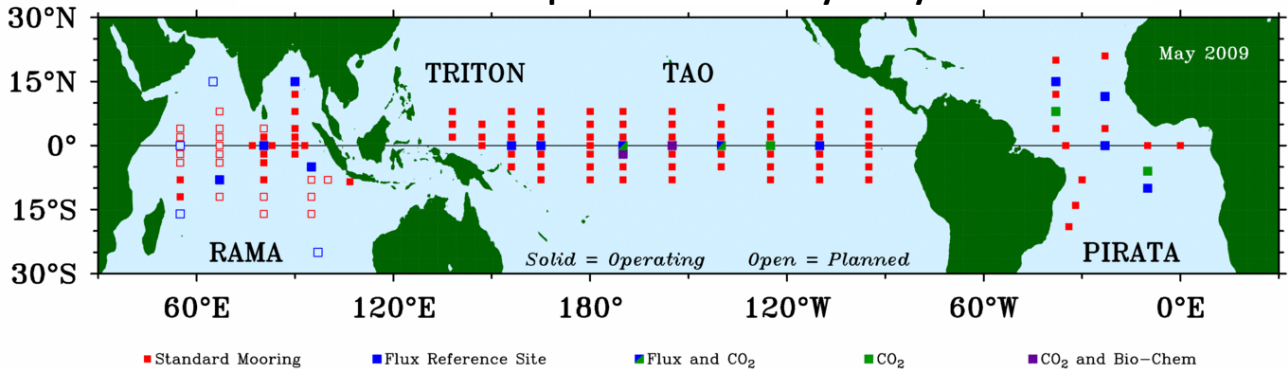 30°N
May 2009
TRITON
TAO
15°N
0°
15°S
RAMA
Solid = Operating
Open = Planned
PIRATA
30°S
60°E
120°E
180°
120°W
60°W
0°E
Standard Mooring
Flux Reference Site
Flux and CO₂
CO₂
CO₂ and Bio-Chem